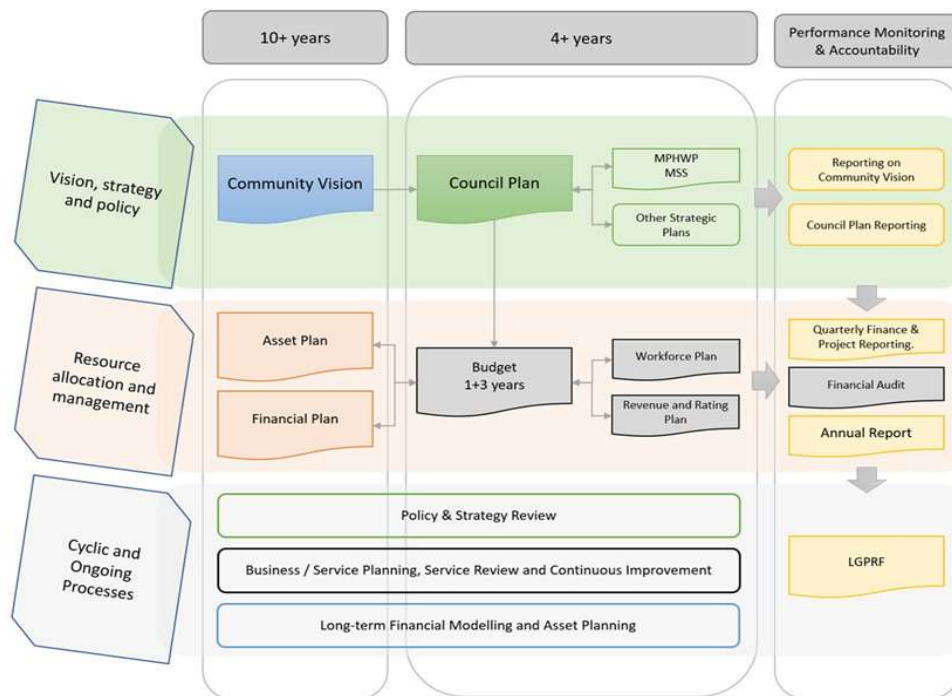 10+ years
4+ years
Performance Monitoring
& Accountability
Vision, strategy
and policy
Community Vision
Council Plan
MPHWP
MSS
Other Strategic
Plans
Reporting on
Community Vision
Council Plan Reporting
Resource
allocation and
management
Asset Plan
Financial Plan
Budget
1+3 years
Workforce Plan
Revenue and Rating
Plan
Quarterly Finance &
Project Reporting.
Financial Audit
Annual Report
Cyclic and
Ongoing
Processes
Policy & Strategy Review
Business / Service Planning, Service Review and Continuous Improvement
Long-term Financial Modelling and Asset Planning
LGPRF